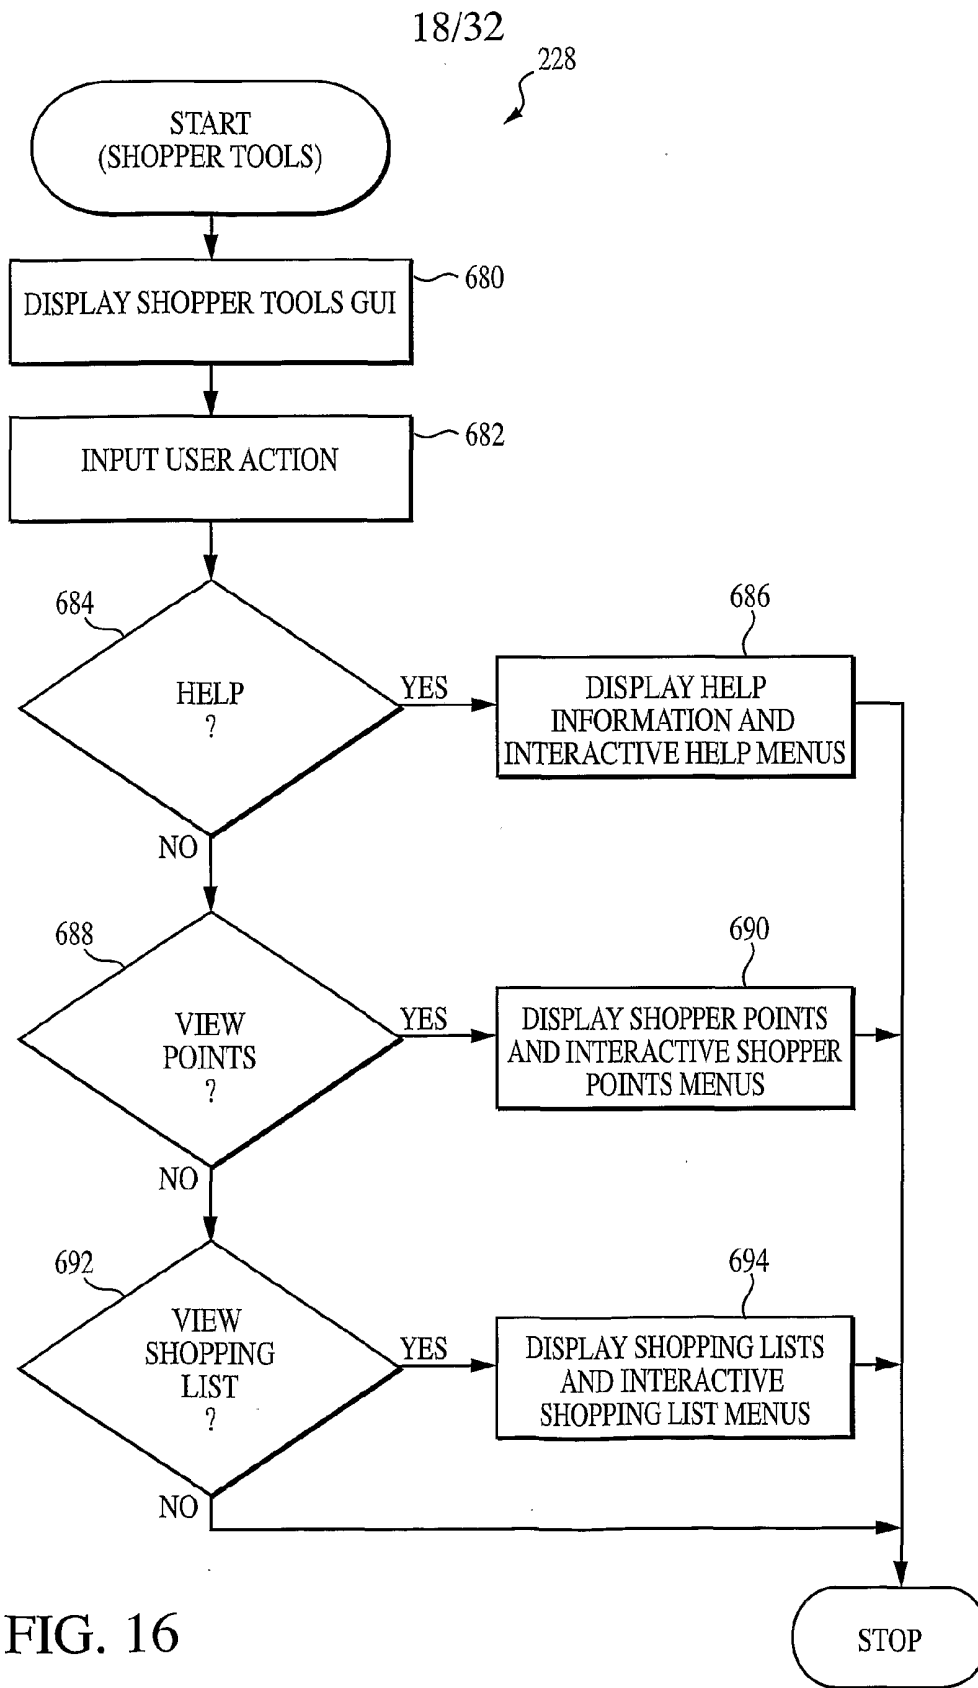 18/32
228
START
(SHOPPER TOOLS)
680
DISPLAY SHOPPER TOOLS GUI
682
INPUT USER ACTION
684
HELP
?
YES
NO
686
DISPLAY HELP
INFORMATION AND
INTERACTIVE HELP MENUS
688
VIEW
POINTS
?
YES
NO
690
DISPLAY SHOPPER POINTS
AND INTERACTIVE SHOPPER
POINTS MENUS
692
VIEW
SHOPPING
LIST
?
YES
NO
694
DISPLAY SHOPPING LISTS
AND INTERACTIVE
SHOPPING LIST MENUS
STOP
FIG. 16